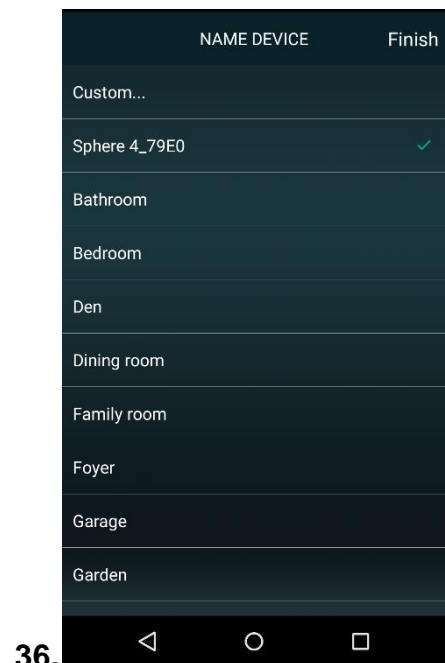 NAME DEVICE Finish
Custom...
Sphere 4_79E0
Bathroom
Bedroom
Den
Dining room
Family room
Foyer
Garage
Garden
36.